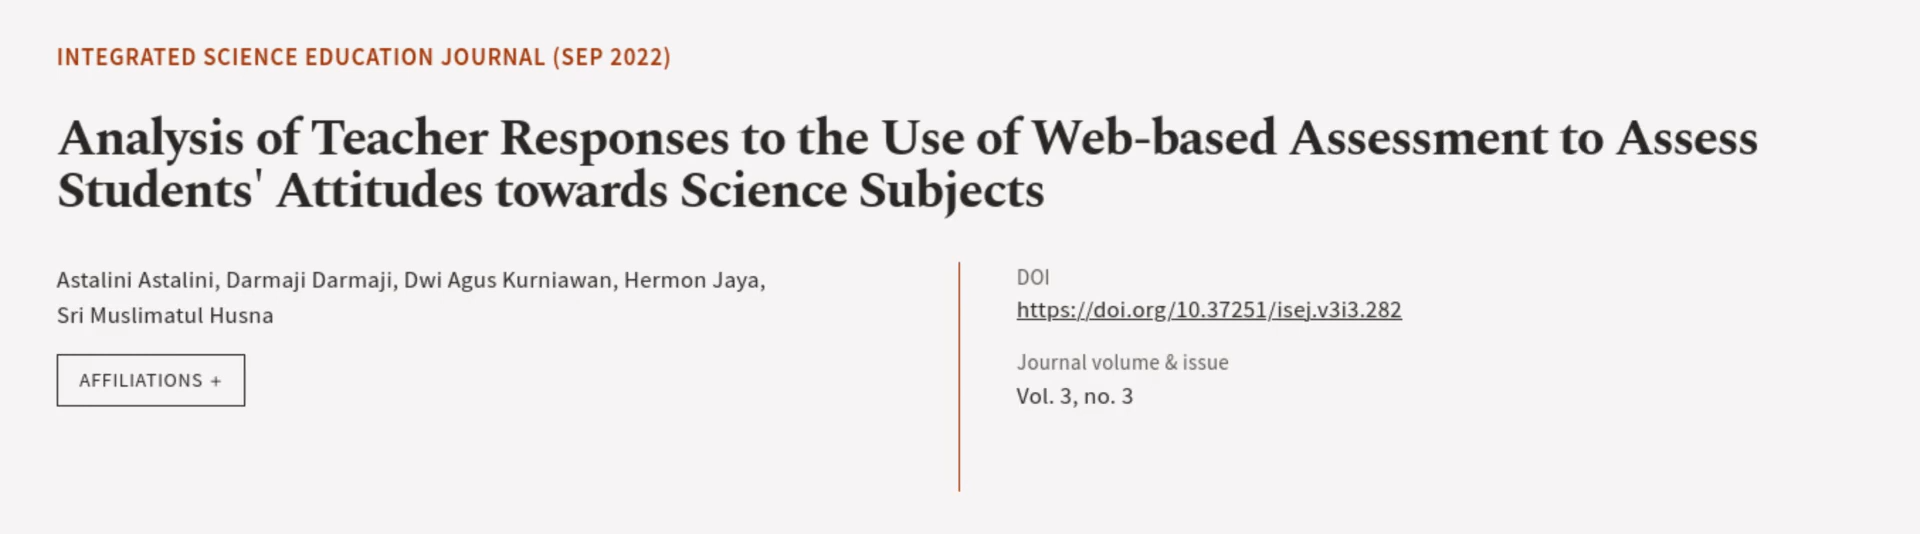 INTEGRATED SCIENCE EDUCATION JOURNAL (SEP 2022)
Analysis of Teacher Responses to the Use of Web-based Assessment to Assess
Students' Attitudes towards Science Subjects
Astalini Astalini, Darmaji Darmaji, Dwi Agus Kurniawan, Hermon Jaya,
Sri Muslimatul Husna
AFFILIATIONS +
DOI
https://doi.org/10.37251/isej.v3i3.282
Journal volume & issue
Vol. 3, no. 3